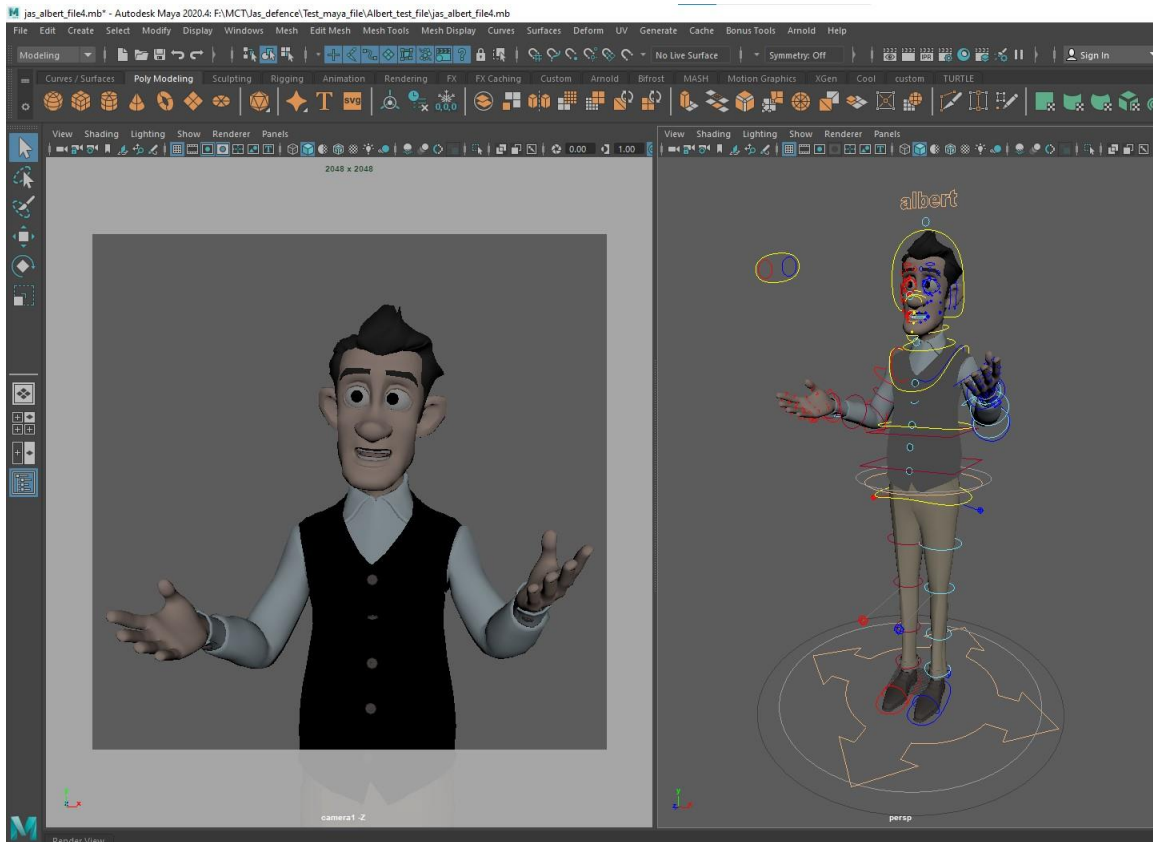 M jas_albert_file4.mb* - Autodesk Maya 2020.4: F:\MCT\Jas_defence\Test_maya_file\Albert_test_file\jas_albert_file4.mb
File Edit Create Select Modify Display Windows Mesh Edit Mesh Mesh Tools Mesh Display Curves Surfaces Deform UV Generate Cache Bonus Tools Arnold Help
Modeling No Live Surface Symmetry: Off Sign In
Curves / Surfaces Poly Modeling Sculpting Rigging Animation Rendering FX FX Caching Custom Arnold Bifrost MASH Motion Graphics XGen Cool custom TURTLE
T SVG 0,0,0
View Shading Lighting Show Renderer Panels View Shading Lighting Show Renderer Panels
0.00 1.00
2048 x 2048
albert
camera1 -Z
persp
M
Render View